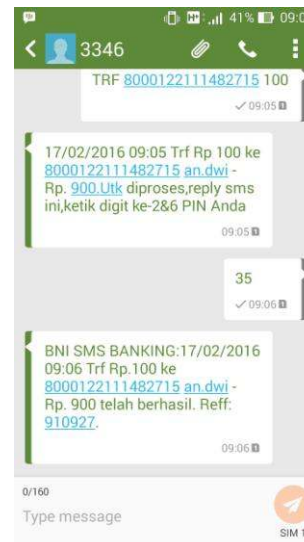 41% 09:0
3346
TRF 8000122111482715 100
09:05
17/02/2016 09:05 Trf Rp 100 ke
8000122111482715 an.dwi -
Rp. 900.Utk diproses,reply sms
ini,ketik digit ke-2&6 PIN Anda
09:05
35
09:06
BNI SMS BANKING:17/02/2016
09:06 Trf Rp.100 ke
8000122111482715 an.dwi -
Rp. 900 telah berhasil. Reff:
910927.
09:06
0/160
Type message
SIM 1